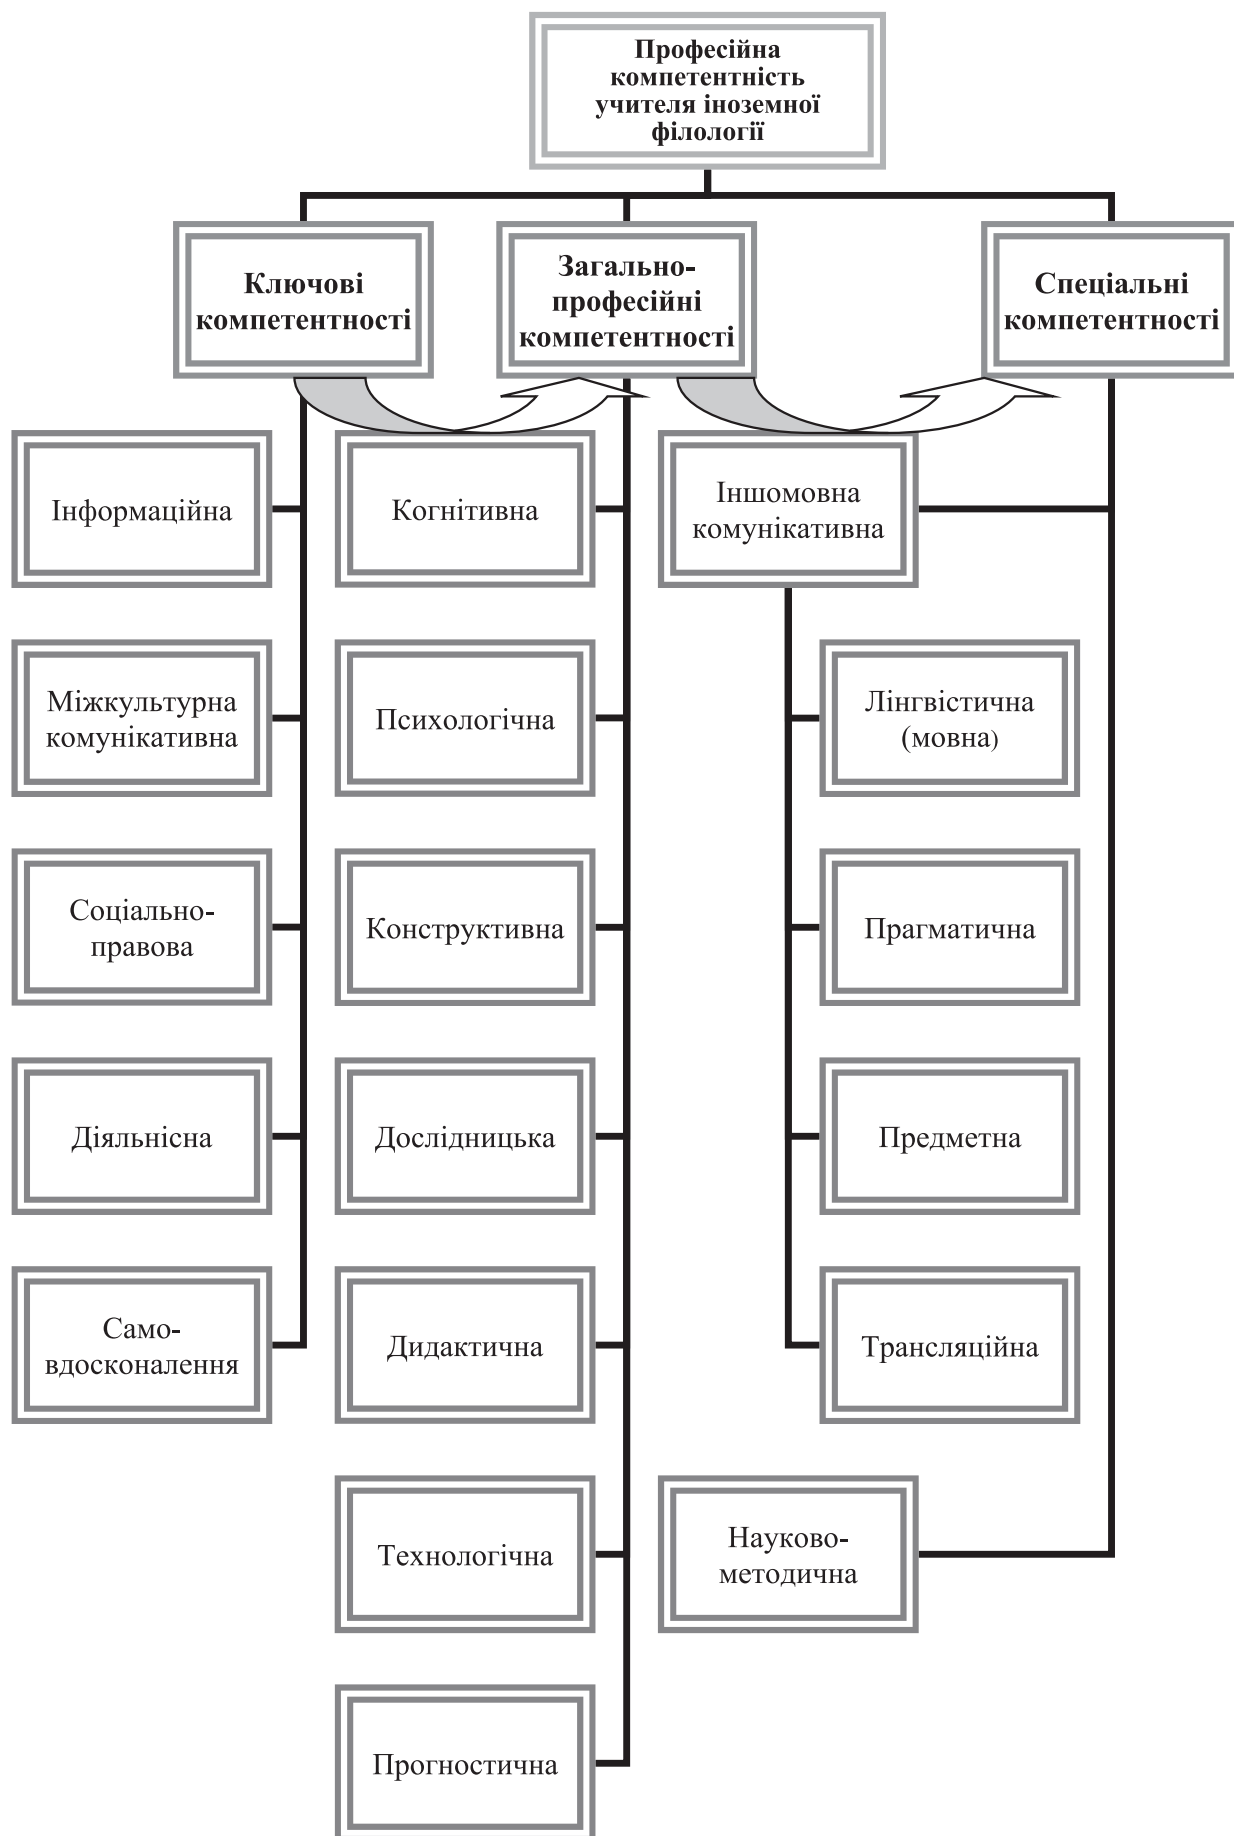 Професійна
компетентність
учителя іноземної
філології
Ключові
компетентності
Загально-
професійні
компетентності
Спеціальні
компетентності
Інформаційна
Міжкультурна
комунікативна
Соціально-
правова
Діяльнісна
Само-
вдосконалення
Когнітивна
Психологічна
Конструктивна
Дослідницька
Дидактична
Технологічна
Прогностична
Іншомовна
комунікативна
Лінгвістична
(мовна)
Прагматична
Предметна
Трансляційна
Науково-
методична